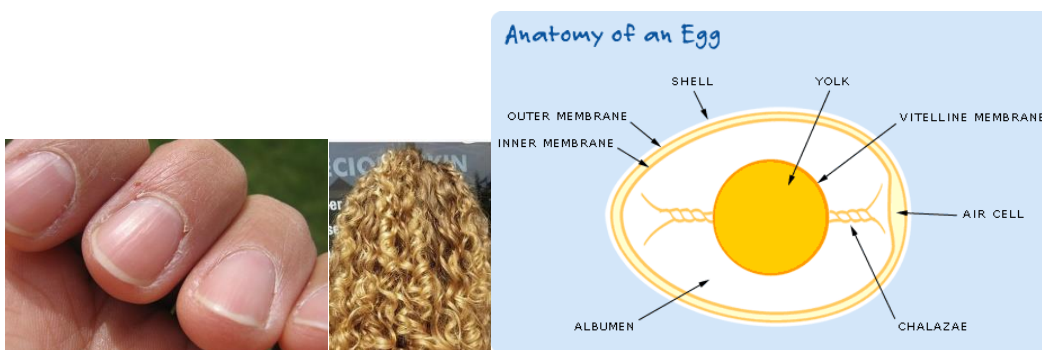 Anatomy of an Egg
SHELL
YOLK
OUTER MEMBRANE
VITELLINE MEMBRANE
INNER MEMBRANE
AIR CELL
ALBUMEN
CHALAZAE